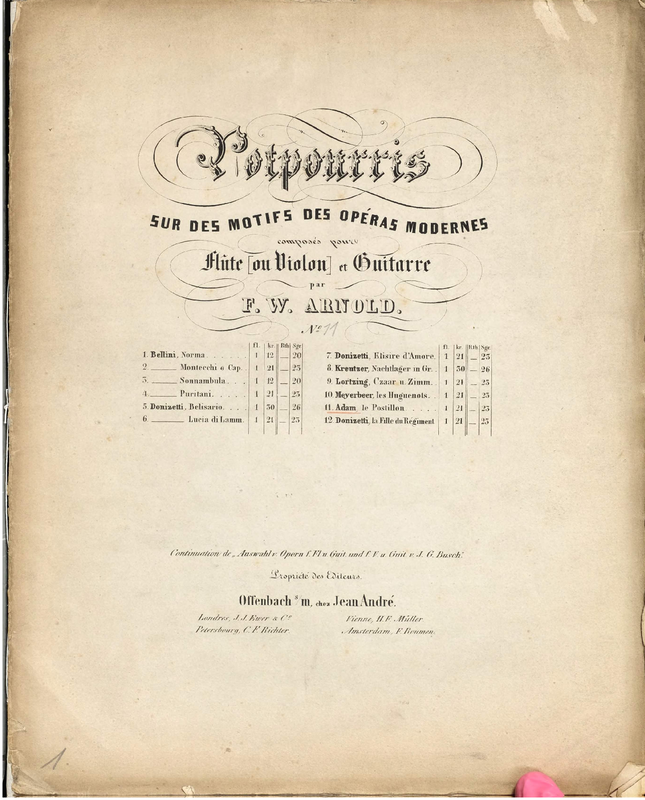 Potpourris
SUR DES MOTIFS DES OPÉRAS MODERNES
composés pour
Flûte [ou Violon] et Guitarre
par
F. W. ARNOLD.
No 11
fl. kr. Rth Sgr
1 Bellini, Norma. 1 12 _ 20
2 ____ Montecchi e Cap. 1 21 _ 25
3 ____ Sonnambula. 1 12 _ 20
4 ____ Puritani. 1 21 _ 25
5 Donizetti, Belisario. 1 30 _ 26
6 ____ Lucia di Lamm. 1 21 _ 25
fl. kr. Rth Sgr
7. Donizetti, Elisire d'Amore. 1 21 _ 25
8. Kreutzer, Nachtlager in Gr. 1 30 _ 26
9. Lortzing, Czaar u. Zimm. 1 21 _ 25
10. Meyerbeer, les Huguenots. 1 21 _ 25
11. Adam, le Postillon 1 21 _ 25
12 Donizetti, la Fille du Régiment 1 21 _ 25
Continuation de „Auswahl v. Opern f. Fl u Guit. und f. V. u Guit. v. J. G. Busch.”
Propriété des Editeurs.
Offenbach s/m, chez Jean André.
Londres, J. J. Ewer & Co.
Petersbourg, C. F. Richter.
Vienne, H. F. Müller
Amsterdam, F. Brumen.
1.